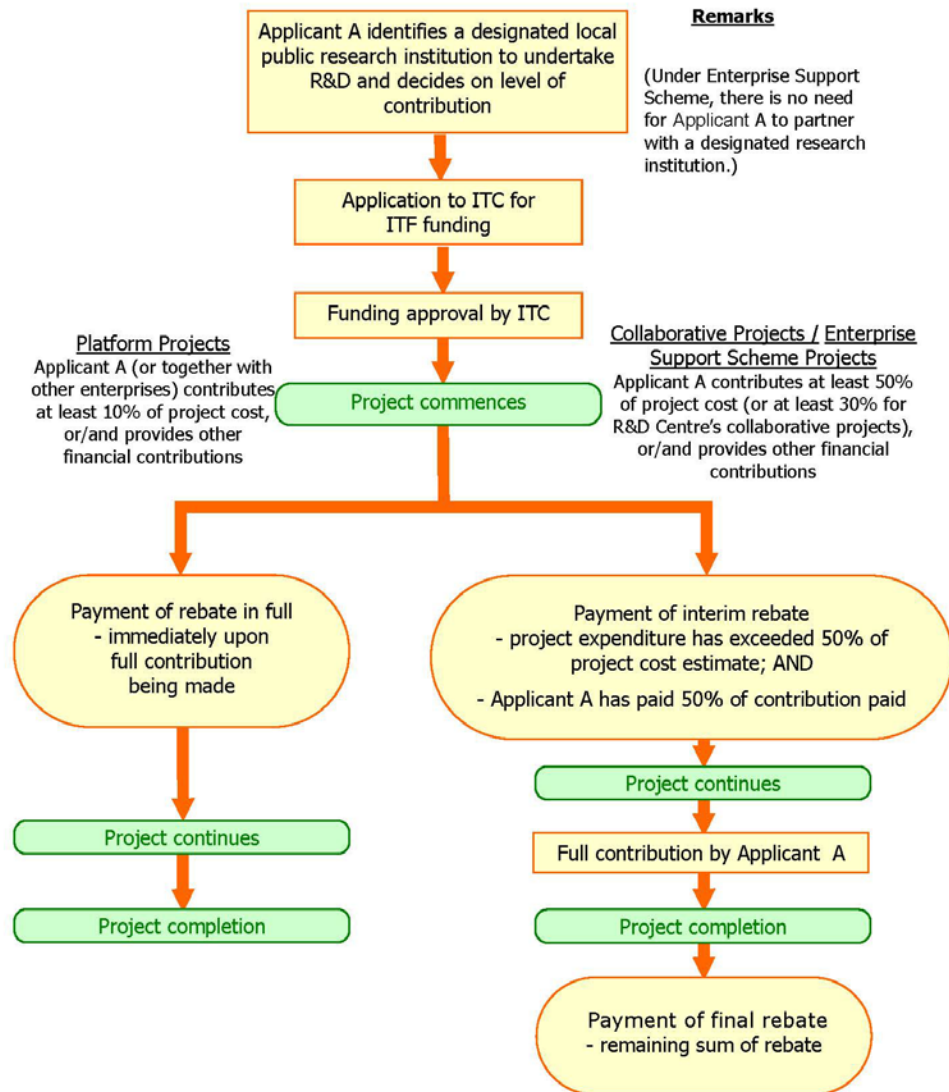 Applicant A identifies a designated local
public research institution to undertake
R&D and decides on level of
contribution
Remarks
(Under Enterprise Support
Scheme, there is no need
for Applicant A to partner
with a designated research
institution.)
Application to ITC for
ITF funding
Funding approval by ITC
Platform Projects
Applicant A (or together with
other enterprises) contributes
at least 10% of project cost,
or/and provides other
financial contributions
Project commences
Collaborative Projects / Enterprise
Support Scheme Projects
Applicant A contributes at least 50%
of project cost (or at least 30% for
R&D Centre's collaborative projects),
or/and provides other financial
contributions
Payment of rebate in full
- immediately upon
full contribution
being made
Project continues
Project completion
Payment of interim rebate
- project expenditure has exceeded 50% of
project cost estimate; AND
- Applicant A has paid 50% of contribution paid
Project continues
Full contribution by Applicant A
Project completion
Payment of final rebate
- remaining sum of rebate